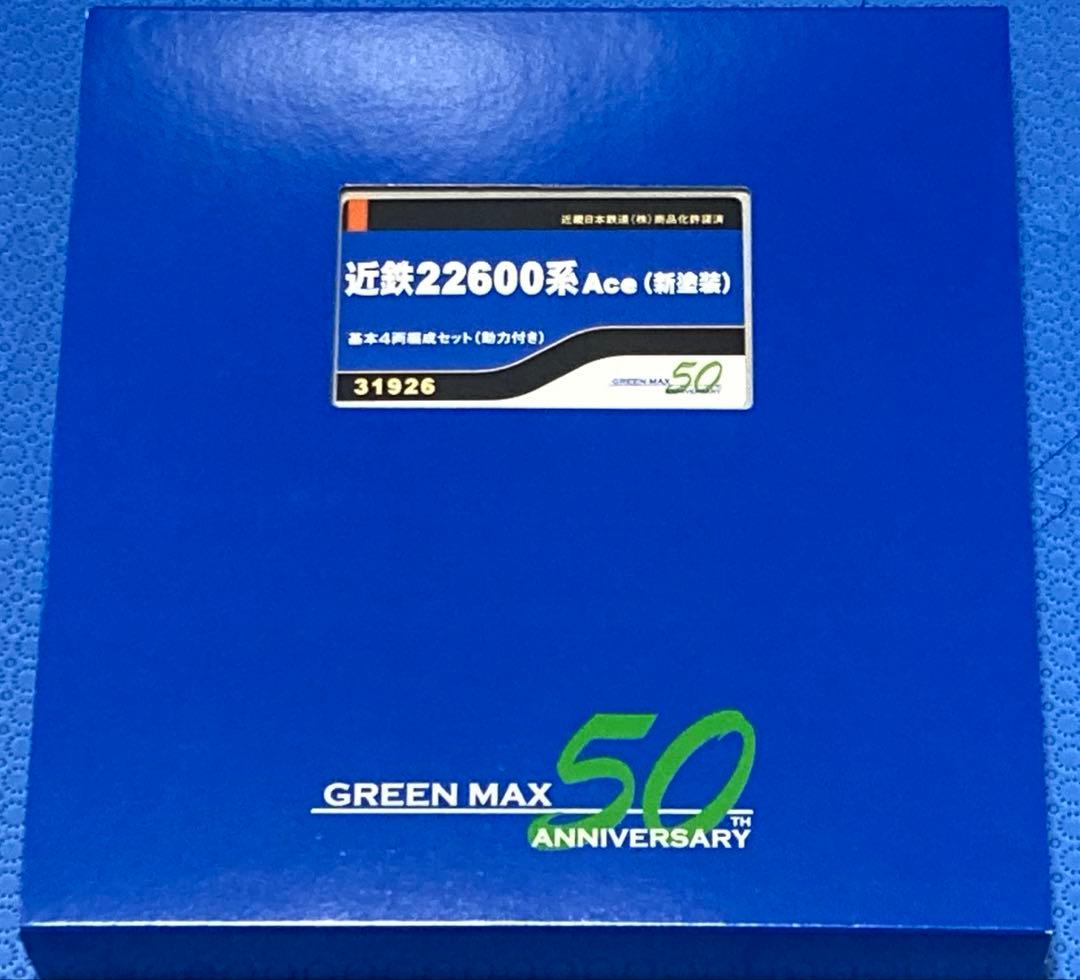 近畿日本鉄道(株)商品化許諾済
近鉄22600系Ace(新塗装)
基本4両編成セット(動力付き)
31926
GREEN MAX 50
ANNIVERSARY
GREEN MAX 50TH
ANNIVERSARY